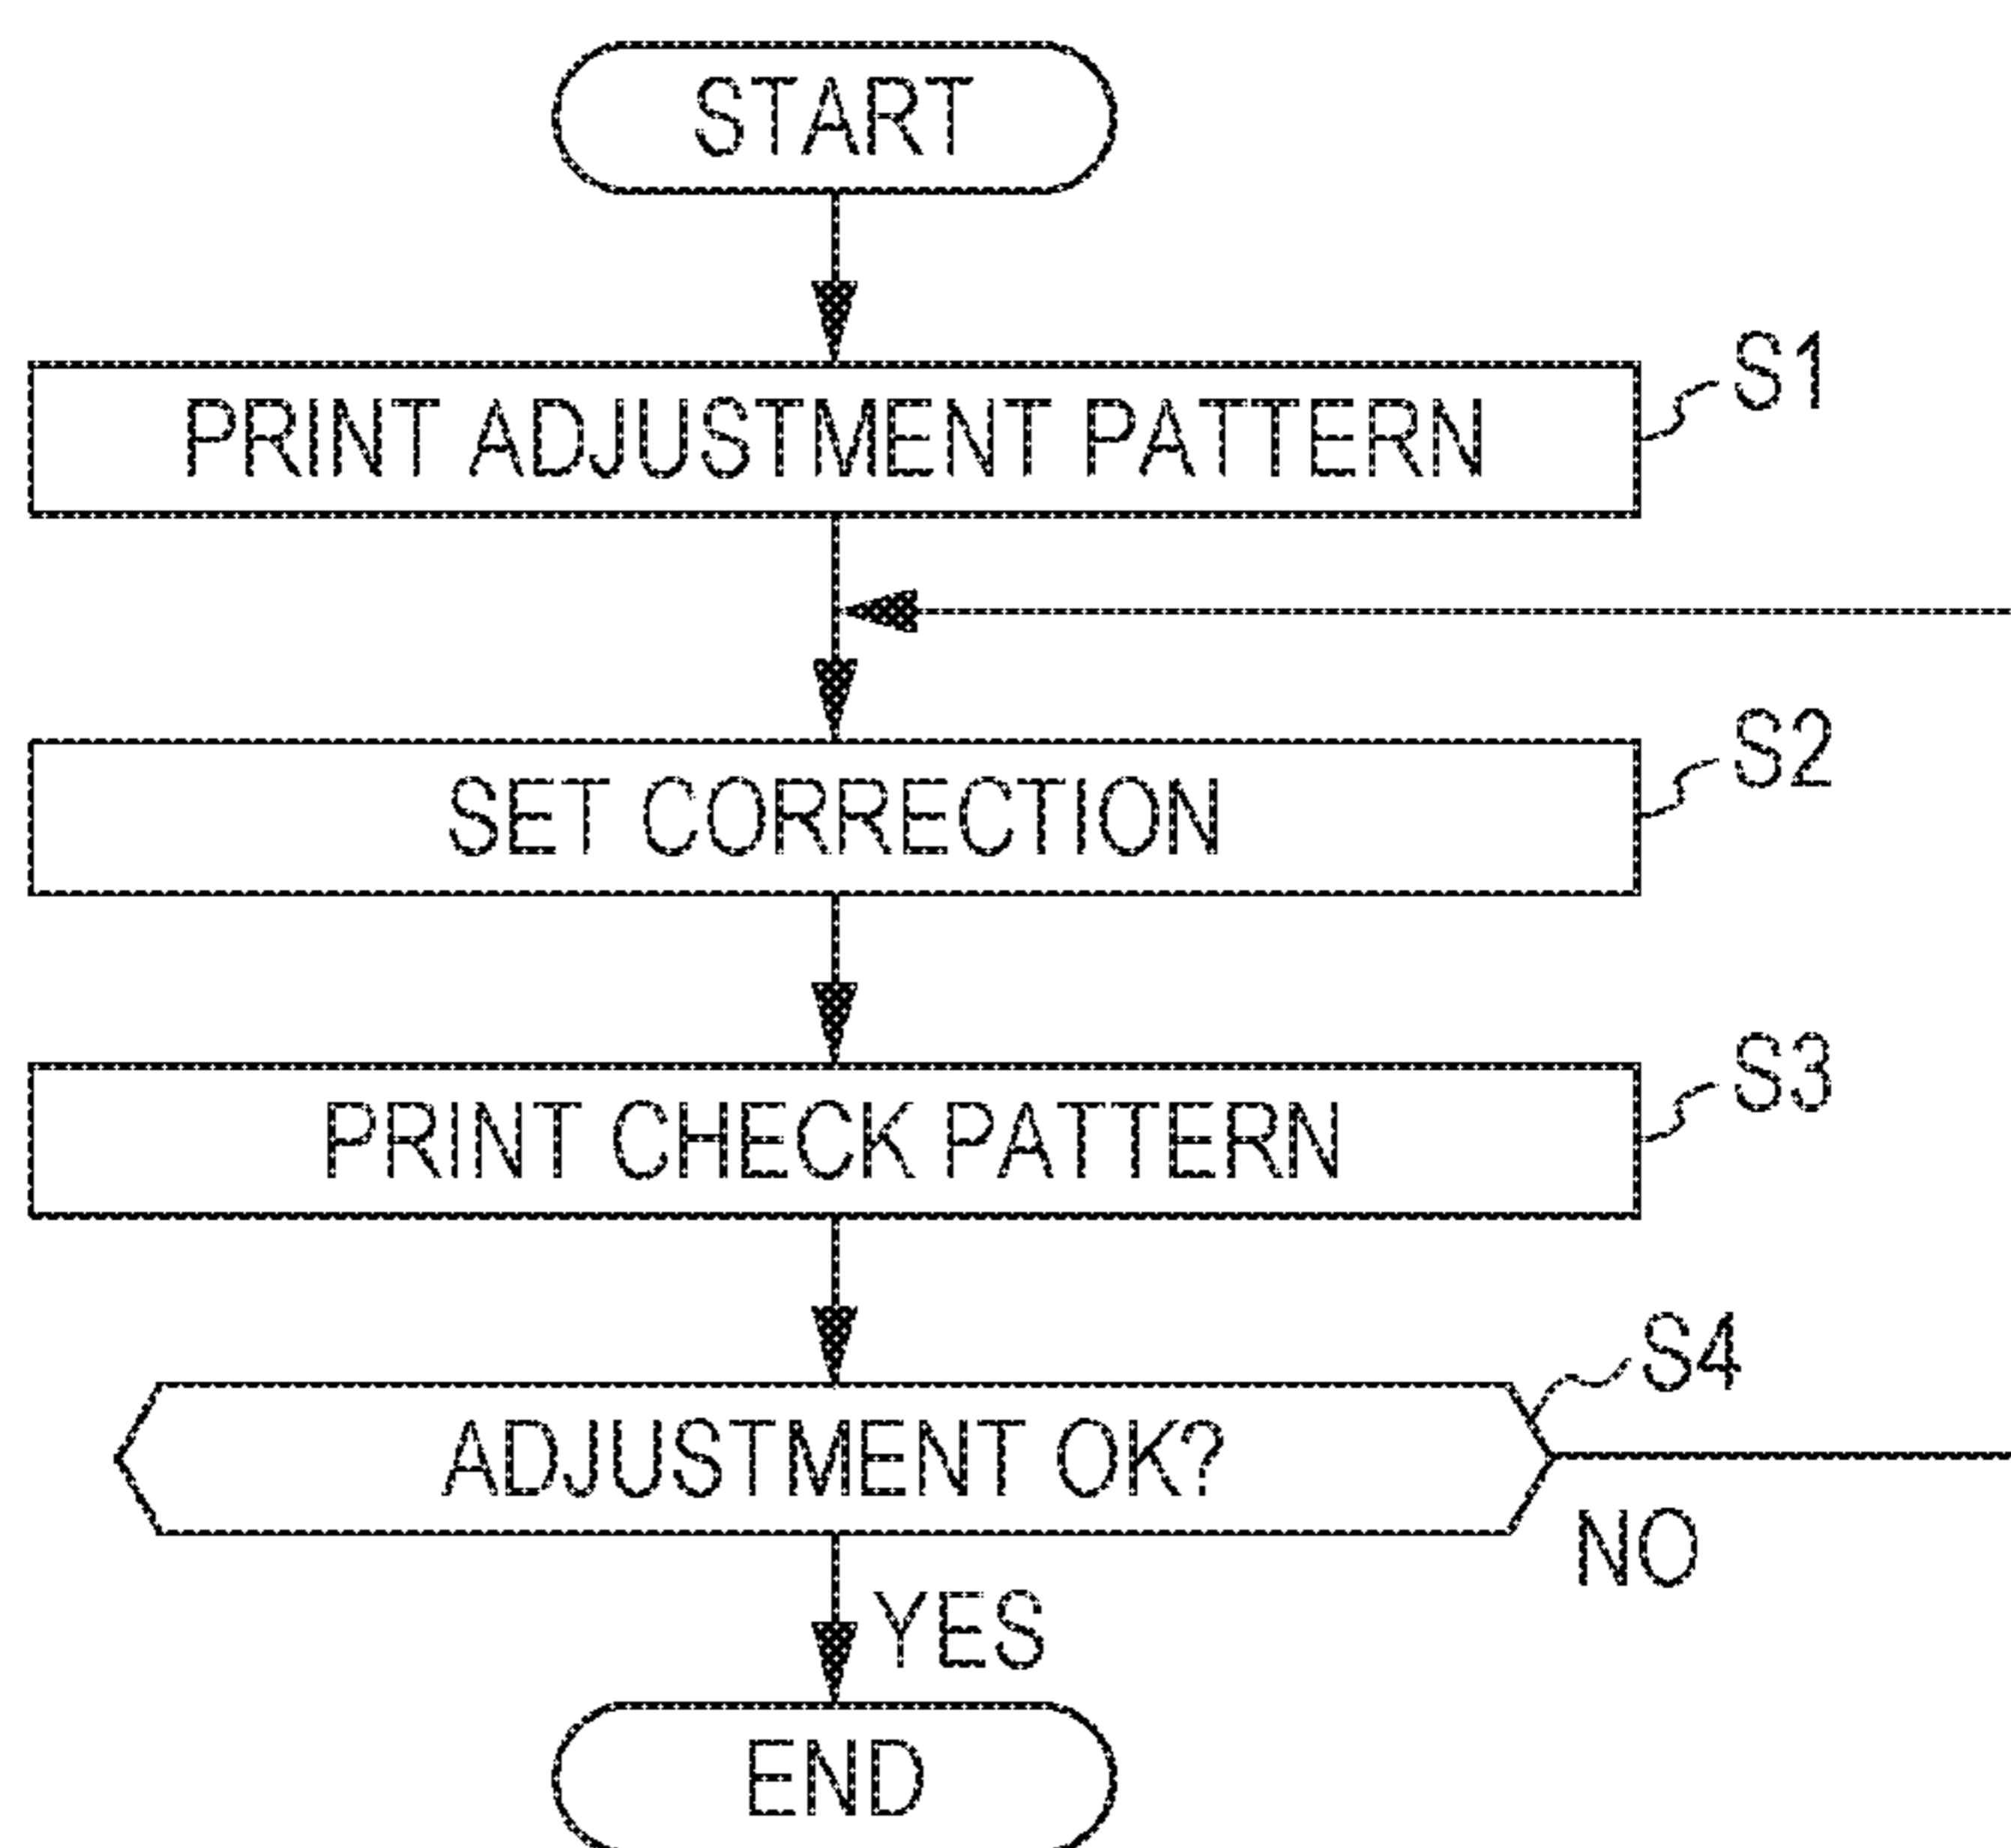 START
PRINT ADJUSTMENT PATTERN
S1
SET CORRECTION
S2
PRINT CHECK PATTERN
S3
ADJUSTMENT OK?
S4
NO
YES
END